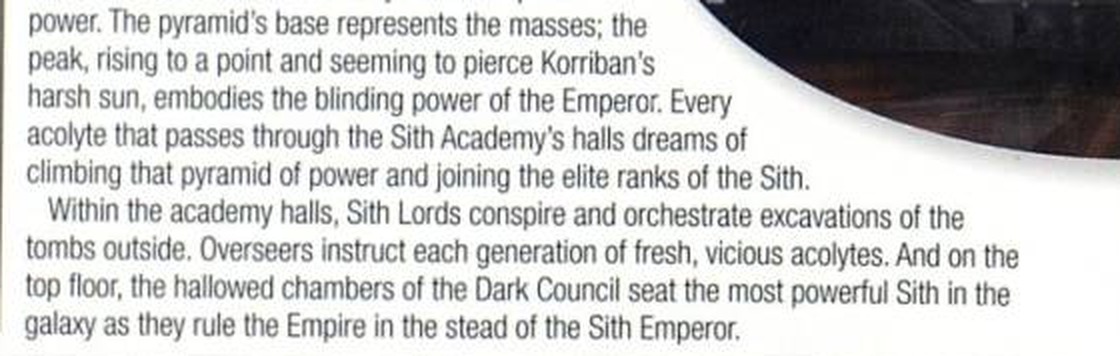 power. The pyramid's base represents the masses; the
peak, rising to a point and seeming to pierce Korriban's
harsh sun, embodies the blinding power of the Emperor. Every
acolyte that passes through the Sith Academy's halls dreams of
climbing that pyramid of power and joining the elite ranks of the Sith.
Within the academy halls, Sith Lords conspire and orchestrate excavations of the
tombs outside. Overseers instruct each generation of fresh, vicious acolytes. And on the
top floor, the hallowed chambers of the Dark Council seat the most powerful Sith in the
galaxy as they rule the Empire in the stead of the Sith Emperor.